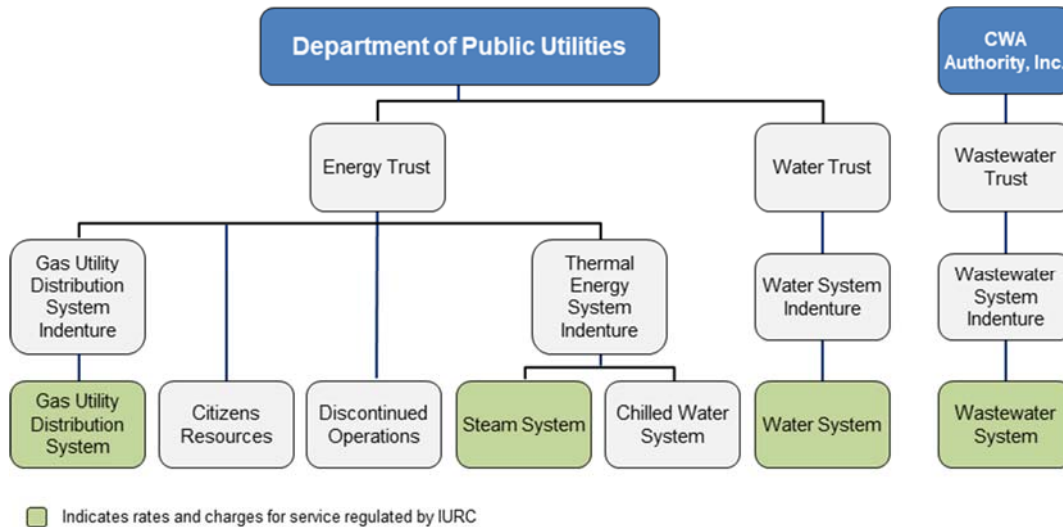 Department of Public Utilities
CWA
Authority, Inc.
Energy Trust
Water Trust
Wastewater
Trust
Gas Utility
Distribution
System
Indenture
Thermal
Energy
System
Indenture
Water System
Indenture
Wastewater
System
Indenture
Gas Utility
Distribution
System
Citizens
Resources
Discontinued
Operations
Steam System
Chilled Water
System
Water System
Wastewater
System
Indicates rates and charges for service regulated by IURC